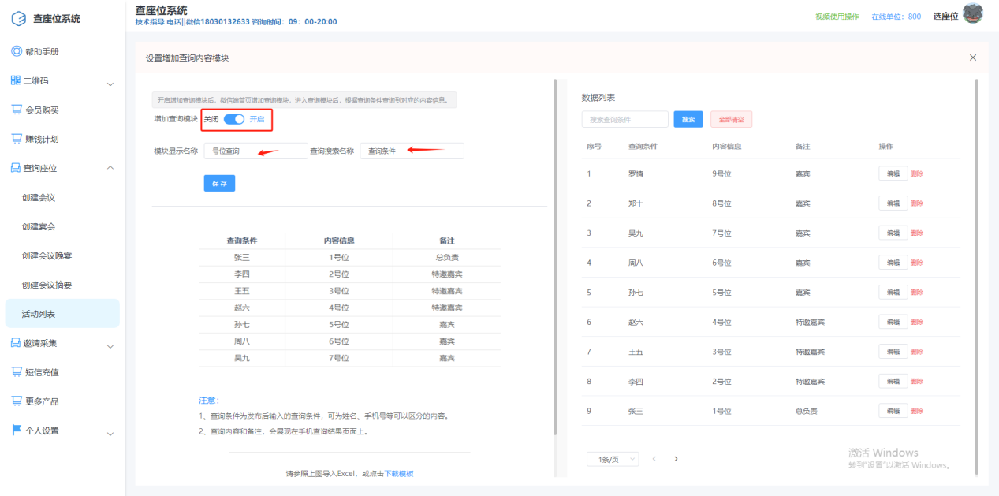 查座位系统
帮助手册
二维码
会员购买
赚钱计划
查询座位
创建会议
创建宴会
创建会议晚宴
创建会议摘要
活动列表
邀请采集
短信充值
更多产品
个人设置
查座位系统
技术指导 电话||微信18030132633 咨询时间：09：00-20:00
视频使用操作 在线单位：800 选座位
设置增加查询内容模块
开启增加查询模块后，微信端首页增加查询模块，进入查询模块后，根据查询条件查询到对应的内容信息。
增加查询模块 关闭 开启
模块显示名称 号位查询 查询搜索名称 查询条件
保存
查询条件 内容信息 备注
张三 1号位 总负责
李四 2号位 特邀嘉宾
王五 3号位 特邀嘉宾
赵六 4号位 特邀嘉宾
孙七 5号位 嘉宾
周八 6号位 嘉宾
吴九 7号位 嘉宾
注意：
1、查询条件为发布后输入的查询条件，可为姓名、手机号等可以区分的内容。
2、查询内容和备注，会展现在手机查询结果页面上。
请参照上图导入Excel，或点击下载模板
数据列表
搜索查询条件 搜索 全部清空
序号 查询条件 内容信息 备注 操作
1 罗情 9号位 嘉宾 编辑 删除
2 郑十 8号位 嘉宾 编辑 删除
3 吴九 7号位 嘉宾 编辑 删除
4 周八 6号位 嘉宾 编辑 删除
5 孙七 5号位 嘉宾 编辑 删除
6 赵六 4号位 特邀嘉宾 编辑 删除
7 王五 3号位 特邀嘉宾 编辑 删除
8 李四 2号位 特邀嘉宾 编辑 删除
9 张三 1号位 总负责 编辑 删除
1条/页
激活 Windows
转到"设置"以激活 Windows。